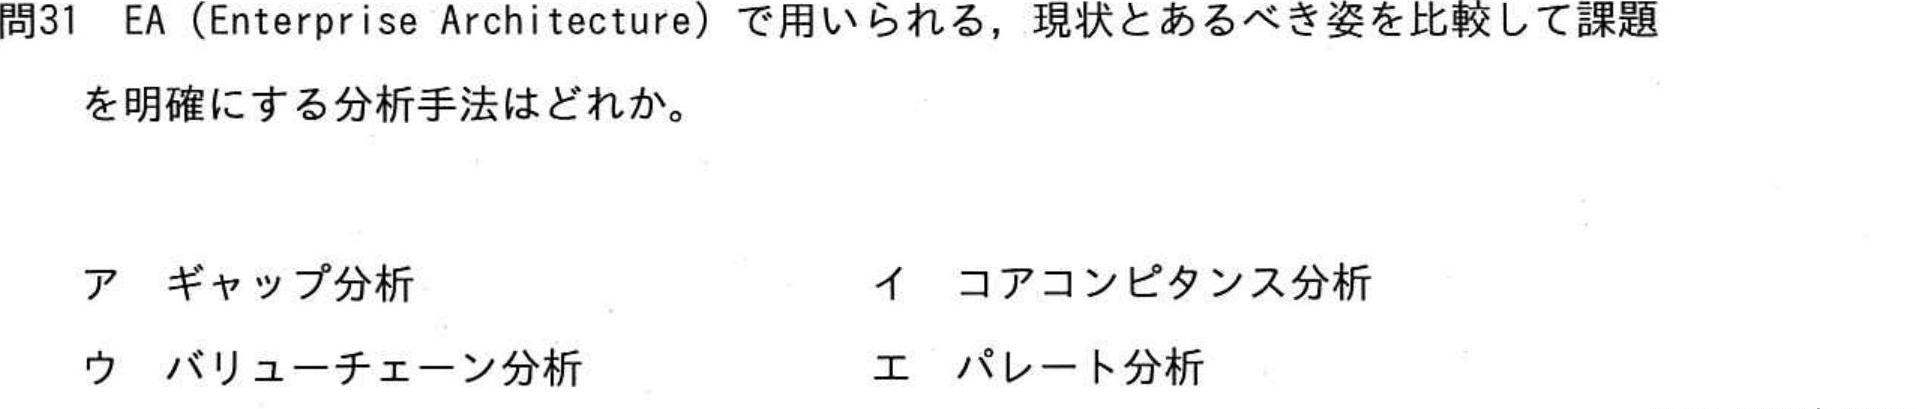 問31 EA (Enterprise Architecture) で用いられる，現状とあるべき姿を比較して課題
を明確にする分析手法はどれか。
ア ギャップ分析 イ コアコンピタンス分析
ウ バリューチェーン分析 エ パレート分析